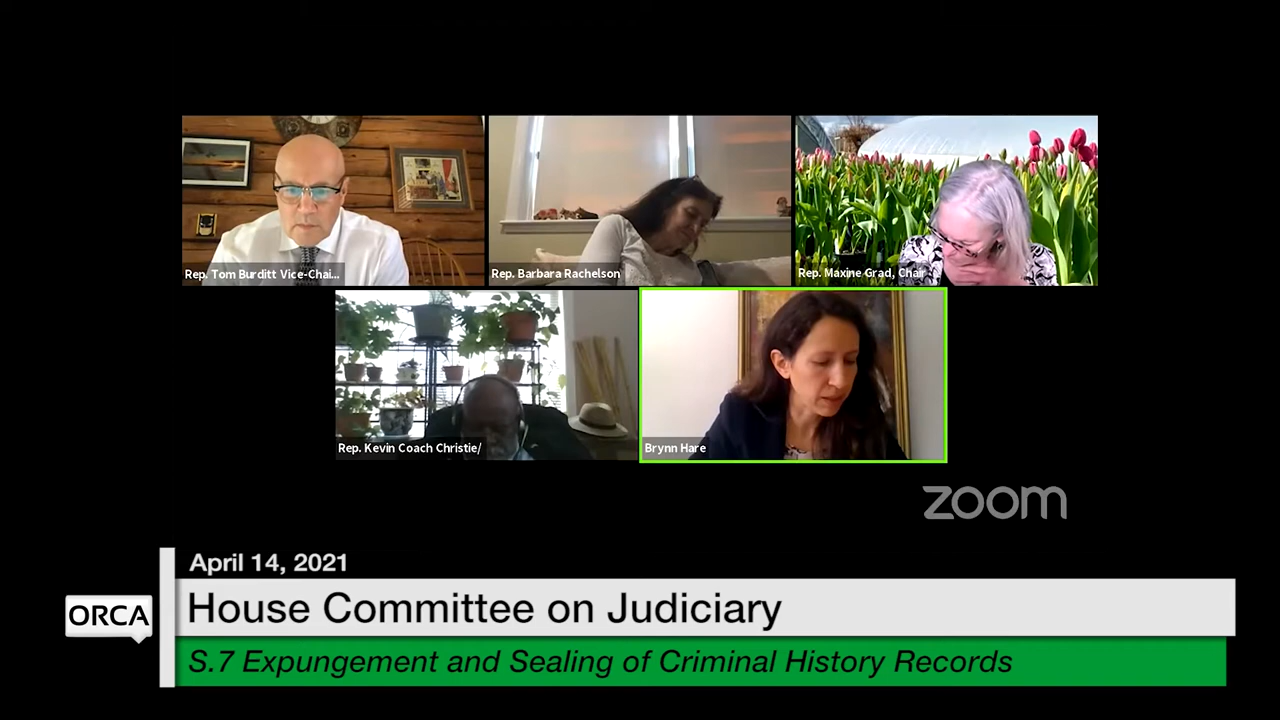 Rep. Tom Burditt Vice-Chai...
Rep. Barbara Rachelson
Rep. Maxine Grad, Chair
Rep. Kevin Coach Christie/
Brynn Hare
zoom
April 14, 2021
ORCA
House Committee on Judiciary
S.7 Expungement and Sealing of Criminal History Records